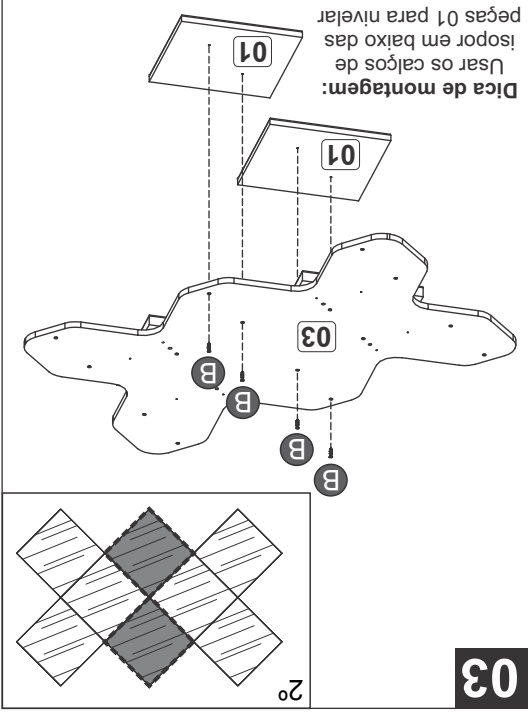 03
2º
B
B
B
B
03
01
01
Dica de montagem:
Usar os calços de
isopor em baixo das
peças 01 para nivelar